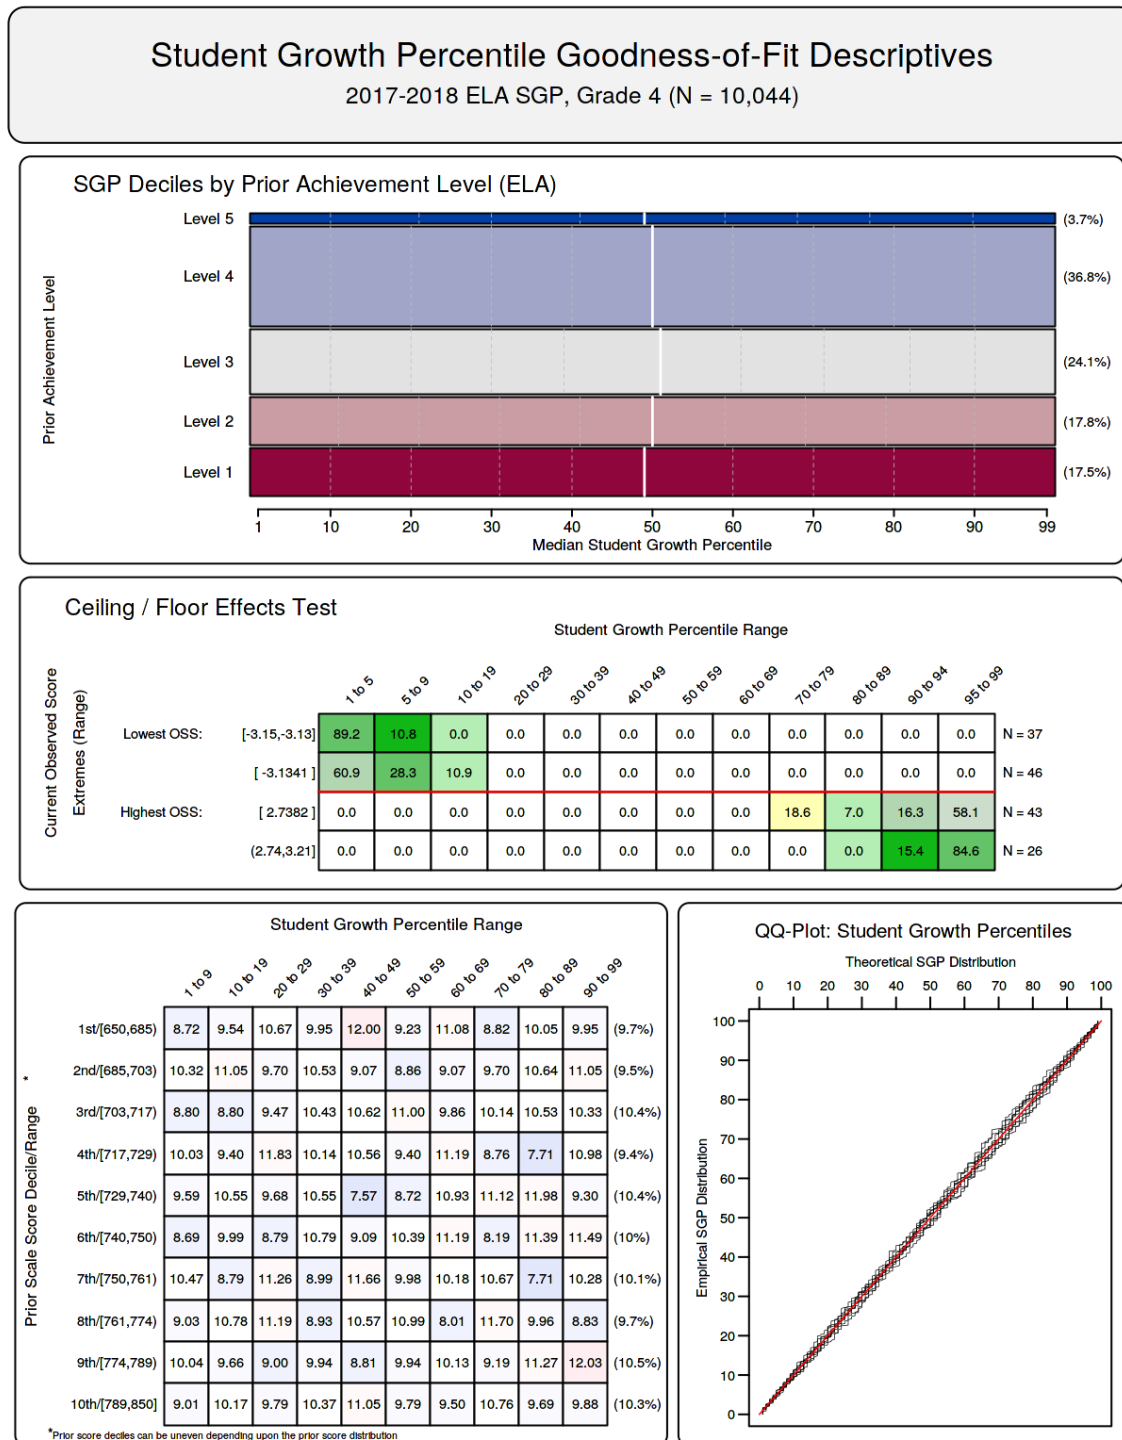 Student Growth Percentile Goodness-of-Fit Descriptives
2017-2018 ELA SGP, Grade 4 (N = 10,044)
SGP Deciles by Prior Achievement Level (ELA)
Prior Achievement Level
Level 5 (3.7%)
Level 4 (36.8%)
Level 3 (24.1%)
Level 2 (17.8%)
Level 1 (17.5%)
1 10 20 30 40 50 60 70 80 90 99
Median Student Growth Percentile
Ceiling / Floor Effects Test
Student Growth Percentile Range
Current Observed Score
Extremes (Range)
1 to 5 5 to 9 10 to 19 20 to 29 30 to 39 40 to 49 50 to 59 60 to 69 70 to 79 80 to 89 90 to 94 95 to 99
Lowest OSS: [-3.15,-3.13] 89.2 10.8 0.0 0.0 0.0 0.0 0.0 0.0 0.0 0.0 0.0 0.0 N = 37
[ -3.1341 ] 60.9 28.3 10.9 0.0 0.0 0.0 0.0 0.0 0.0 0.0 0.0 0.0 N = 46
Highest OSS: [ 2.7382 ] 0.0 0.0 0.0 0.0 0.0 0.0 0.0 0.0 18.6 7.0 16.3 58.1 N = 43
(2.74,3.21] 0.0 0.0 0.0 0.0 0.0 0.0 0.0 0.0 0.0 0.0 15.4 84.6 N = 26
Student Growth Percentile Range
Prior Scale Score Decile/Range *
1 to 9 10 to 19 20 to 29 30 to 39 40 to 49 50 to 59 60 to 69 70 to 79 80 to 89 90 to 99
1st/[650,685) 8.72 9.54 10.67 9.95 12.00 9.23 11.08 8.82 10.05 9.95 (9.7%)
2nd/[685,703) 10.32 11.05 9.70 10.53 9.07 8.86 9.07 9.70 10.64 11.05 (9.5%)
3rd/[703,717) 8.80 8.80 9.47 10.43 10.62 11.00 9.86 10.14 10.53 10.33 (10.4%)
4th/[717,729) 10.03 9.40 11.83 10.14 10.56 9.40 11.19 8.76 7.71 10.98 (9.4%)
5th/[729,740) 9.59 10.55 9.68 10.55 7.57 8.72 10.93 11.12 11.98 9.30 (10.4%)
6th/[740,750) 8.69 9.99 8.79 10.79 9.09 10.39 11.19 8.19 11.39 11.49 (10%)
7th/[750,761) 10.47 8.79 11.26 8.99 11.66 9.98 10.18 10.67 7.71 10.28 (10.1%)
8th/[761,774) 9.03 10.78 11.19 8.93 10.57 10.99 8.01 11.70 9.96 8.83 (9.7%)
9th/[774,789) 10.04 9.66 9.00 9.94 8.81 9.94 10.13 9.19 11.27 12.03 (10.5%)
10th/[789,850] 9.01 10.17 9.79 10.37 11.05 9.79 9.50 10.76 9.69 9.88 (10.3%)
*Prior score deciles can be uneven depending upon the prior score distribution
QQ-Plot: Student Growth Percentiles
Theoretical SGP Distribution
0 10 20 30 40 50 60 70 80 90 100
Empirical SGP Distribution
100
90
80
70
60
50
40
30
20
10
0